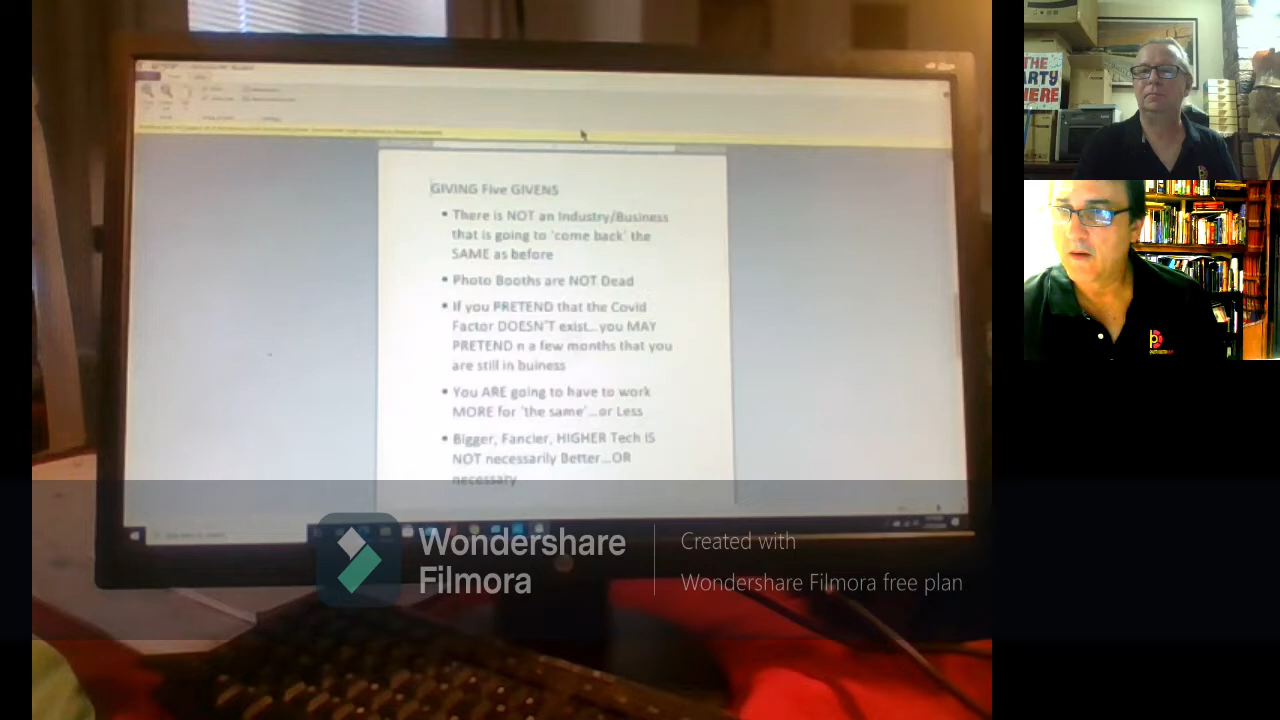 GIVING Five GIVENS
• There is NOT an Industry/Business
that is going to 'come back' the
SAME as before
• Photo Booths are NOT Dead
• If you PRETEND that the Covid
Factor DOESN'T exist...you MAY
PRETEND n a few months that you
are still in buiness
• You ARE going to have to work
MORE for 'the same'...or Less
• Bigger, Fancier, HIGHER Tech IS
NOT necessarily Better...OR
necessary
Wondershare
Filmora
Created with
Wondershare Filmora free plan
THE
ARTY
HERE